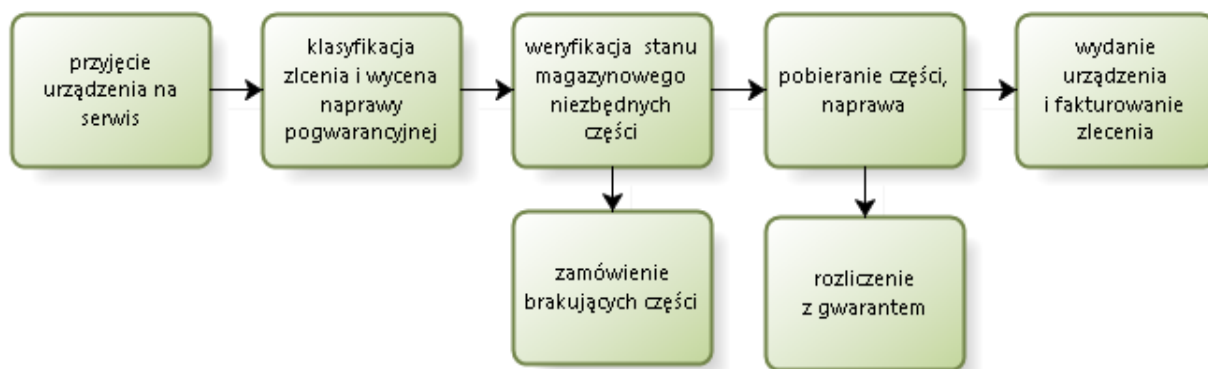 przyjęcie
urządzenia na
serwis
klasyfikacja
zlcenia i wycena
naprawy
pogwarancyjnej
weryfikacja stanu
magazynowego
niezbędnych
części
pobieranie części,
naprawa
wydanie
urządzenia
i fakturowanie
zlecenia
zamówienie
brakujących części
rozliczenie
z gwarantem